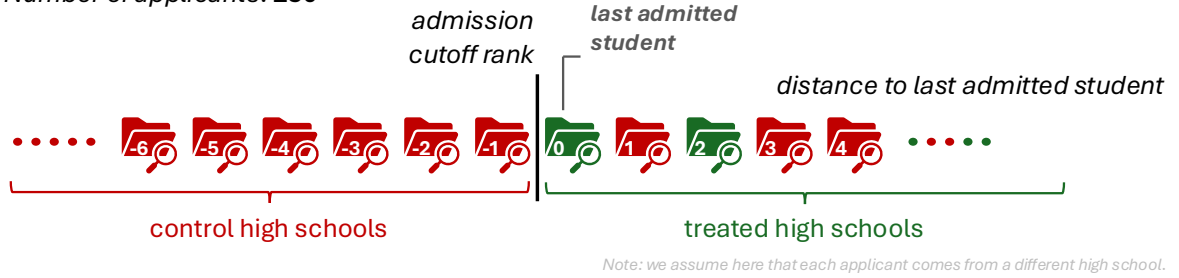 admission
cutoff rank
last admitted
student
distance to last admitted student
-6 -5 -4 -3 -2 -1 0 1 2 3 4
control high schools
treated high schools
Note: we assume here that each applicant comes from a different high school.